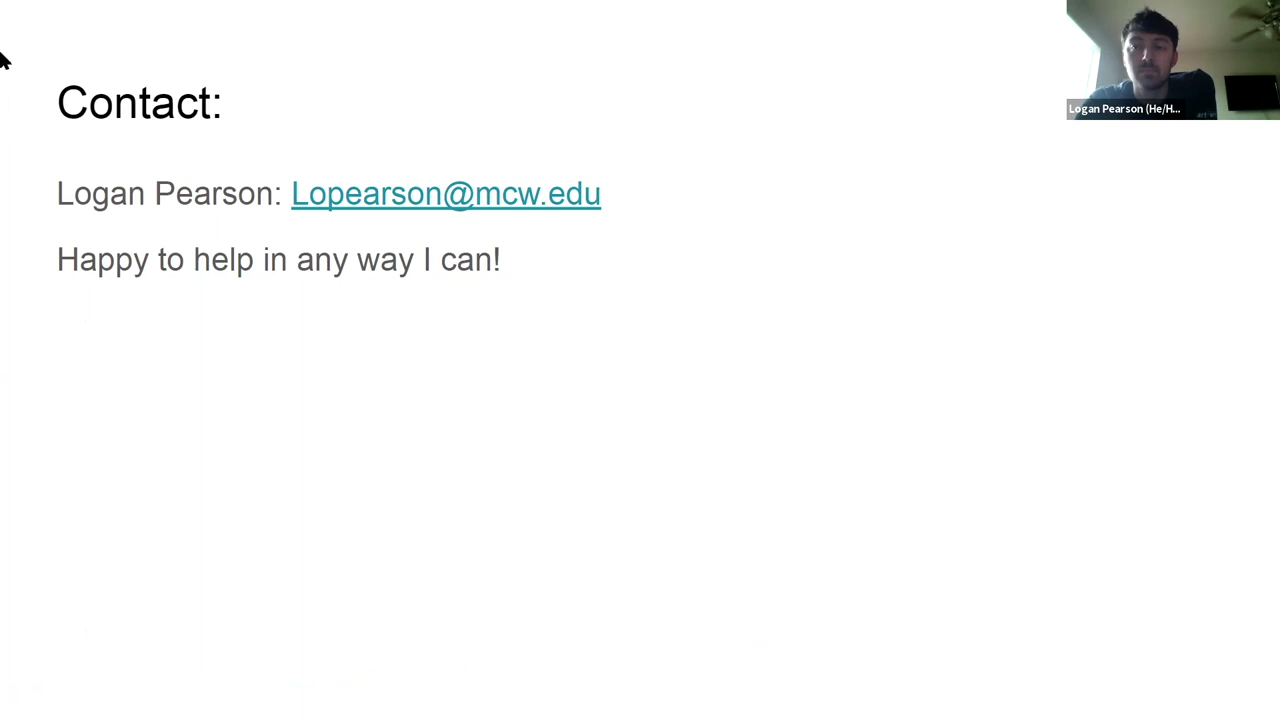 Logan Pearson (He/H...
Contact:
Logan Pearson: Lopearson@mcw.edu
Happy to help in any way I can!